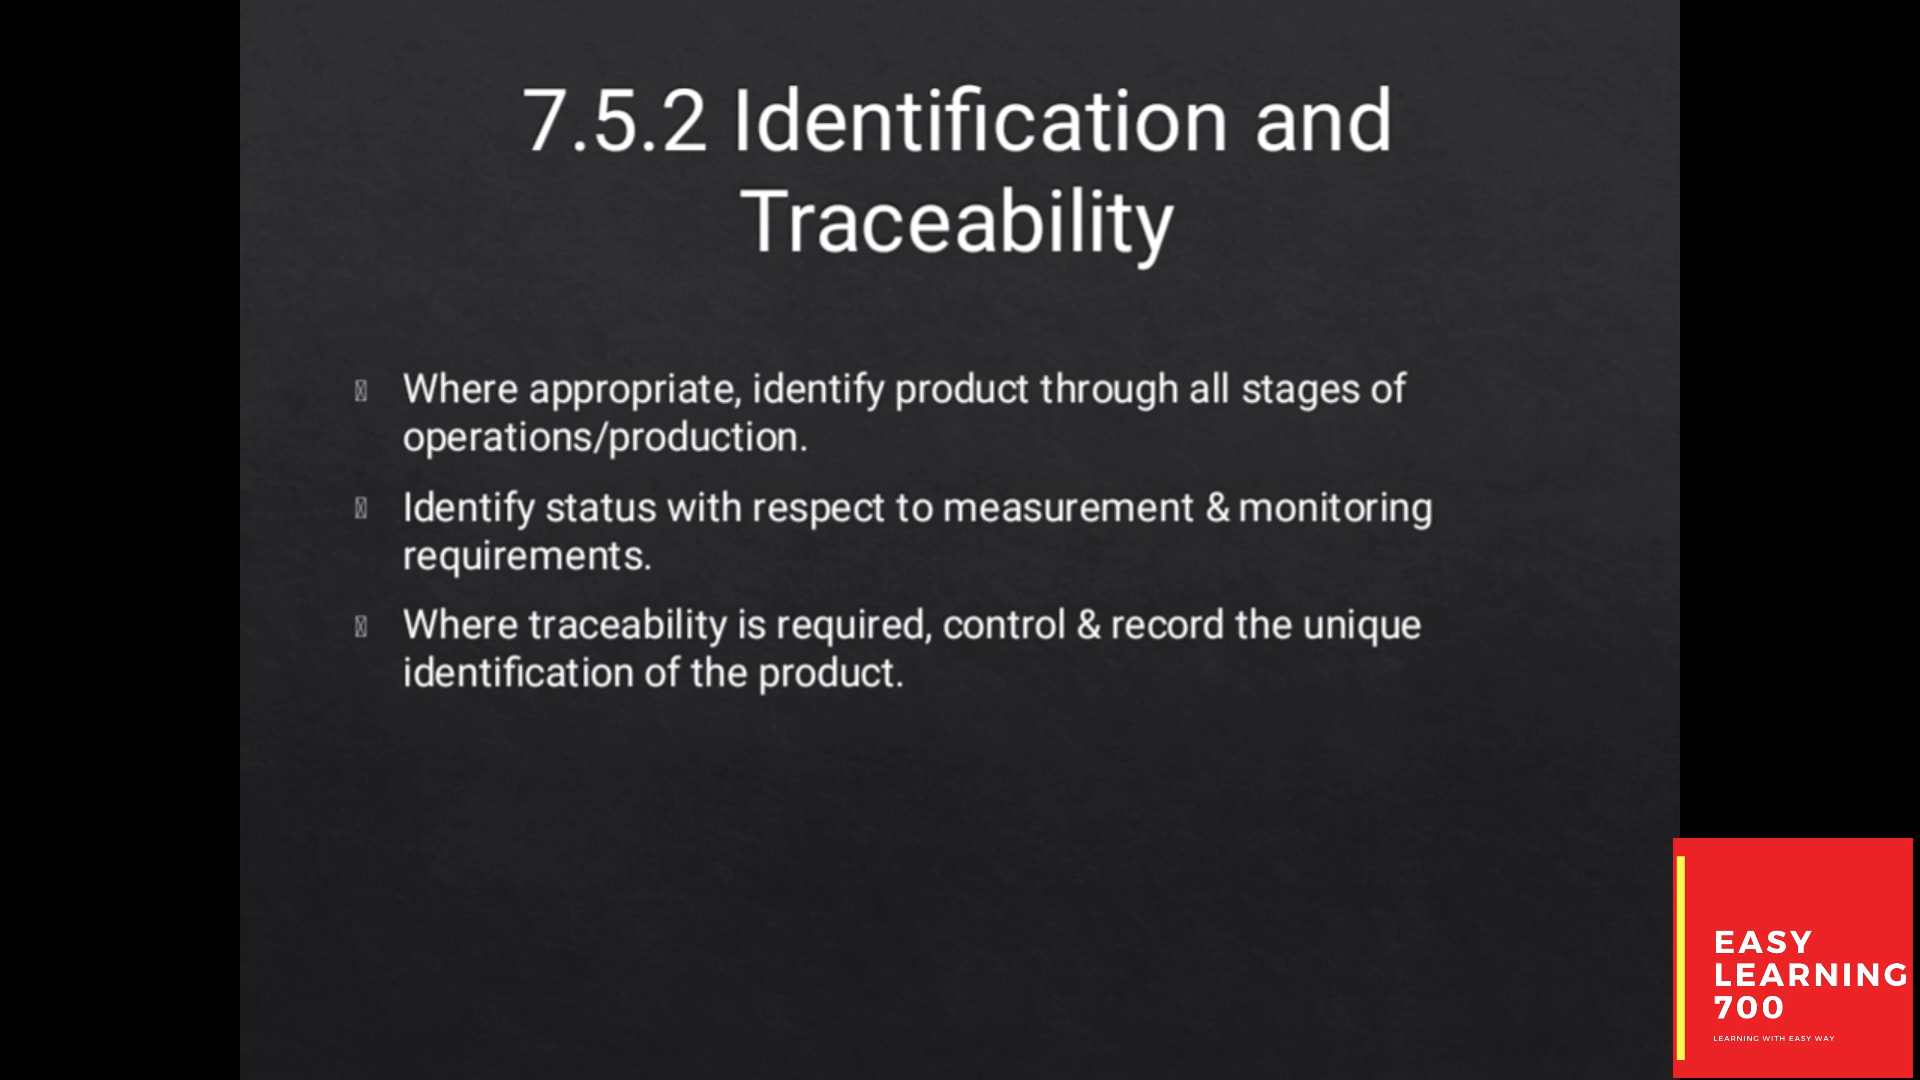 7.5.2 Identification and
Traceability
Where appropriate, identify product through all stages of
operations/production.
Identify status with respect to measurement & monitoring
requirements.
Where traceability is required, control & record the unique
identification of the product.
EASY
LEARNING
700
LEARNING WITH EASY WAY